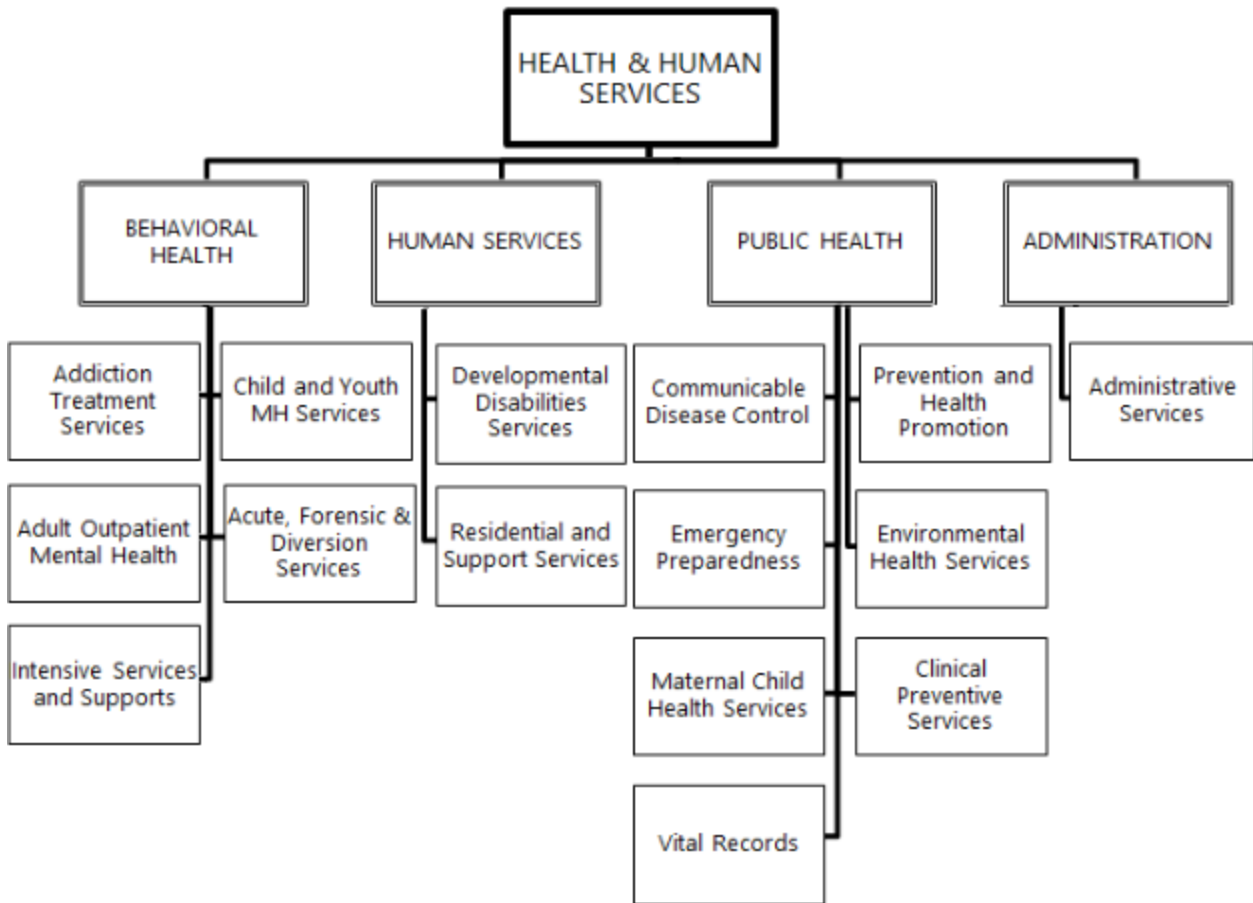 HEALTH & HUMAN
SERVICES
BEHAVIORAL
HEALTH
HUMAN SERVICES
PUBLIC HEALTH
ADMINISTRATION
Addiction
Treatment
Services
Child and Youth
MH Services
Developmental
Disabilities
Services
Communicable
Disease Control
Prevention and
Health
Promotion
Administrative
Services
Adult Outpatient
Mental Health
Acute, Forensic &
Diversion
Services
Residential and
Support Services
Emergency
Preparedness
Environmental
Health Services
Intensive Services
and Supports
Maternal Child
Health Services
Clinical
Preventive
Services
Vital Records